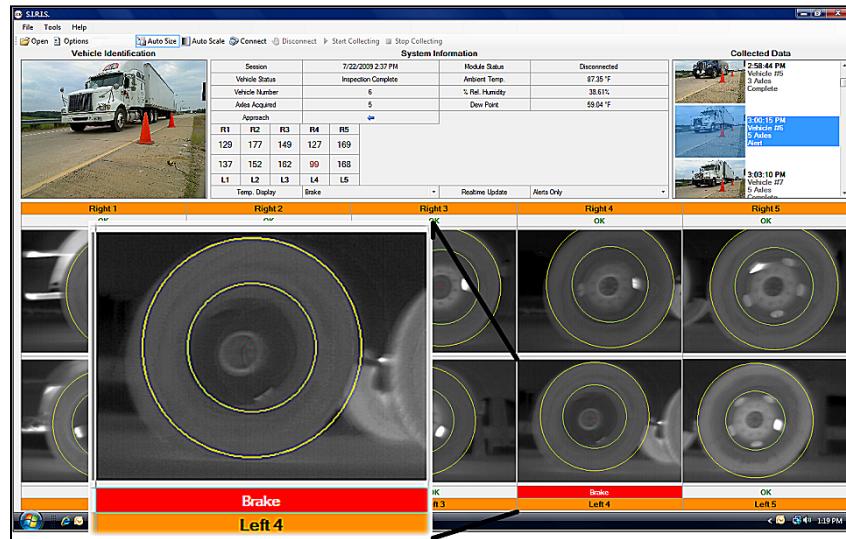 S.I.R.I.S.
File Tools Help
Open Options Auto Size Auto Scale Connect Disconnect Start Collecting Stop Collecting
Vehicle Identification System Information Collected Data
Session 7/22/2009 2:37 PM Module Status Disconnected
Vehicle Status Inspection Complete Ambient Temp. 87.35 °F
Vehicle Number 6 % Rel. Humidity 38.61%
Axles Acquired 5 Dew Point 59.04 °F
Approach
R1 R2 R3 R4 R5
129 177 149 127 169
137 152 162 99 168
L1 L2 L3 L4 L5
Temp. Display Brake Realtime Update Alerts Only
2:58:44 PM
Vehicle #5
3 Axles
Complete
3:00:15 PM
Vehicle #6
5 Axles
Alert
3:03:10 PM
Vehicle #7
5 Axles
Complete
Right 1 Right 2 Right 3 Right 4 Right 5
OK OK OK OK OK
Brake
Left 4
OK Brake OK
Left 4 Left 5
1:19 PM